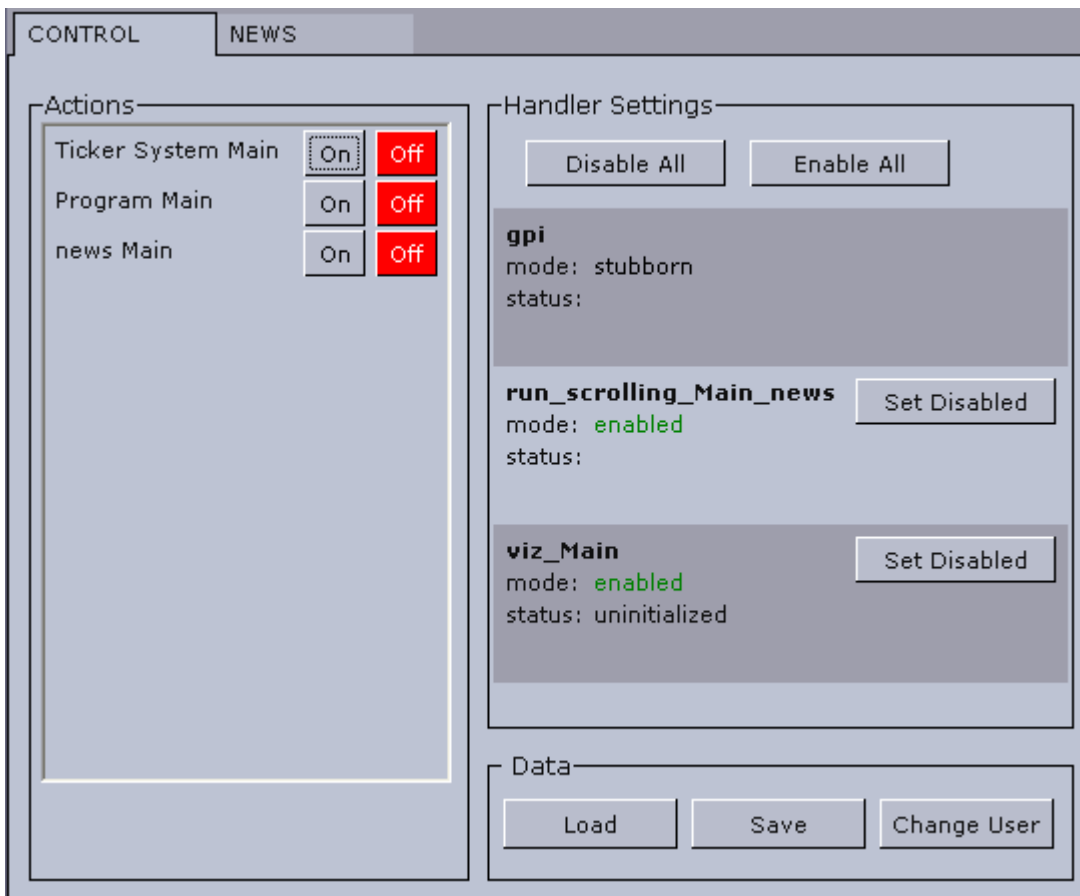 CONTROL NEWS
Actions
Ticker System Main On Off
Program Main On Off
news Main On Off
Handler Settings
Disable All Enable All
gpi
mode: stubborn
status:
run_scrolling_Main_news Set Disabled
mode: enabled
status:
viz_Main Set Disabled
mode: enabled
status: uninitialized
Data
Load Save Change User